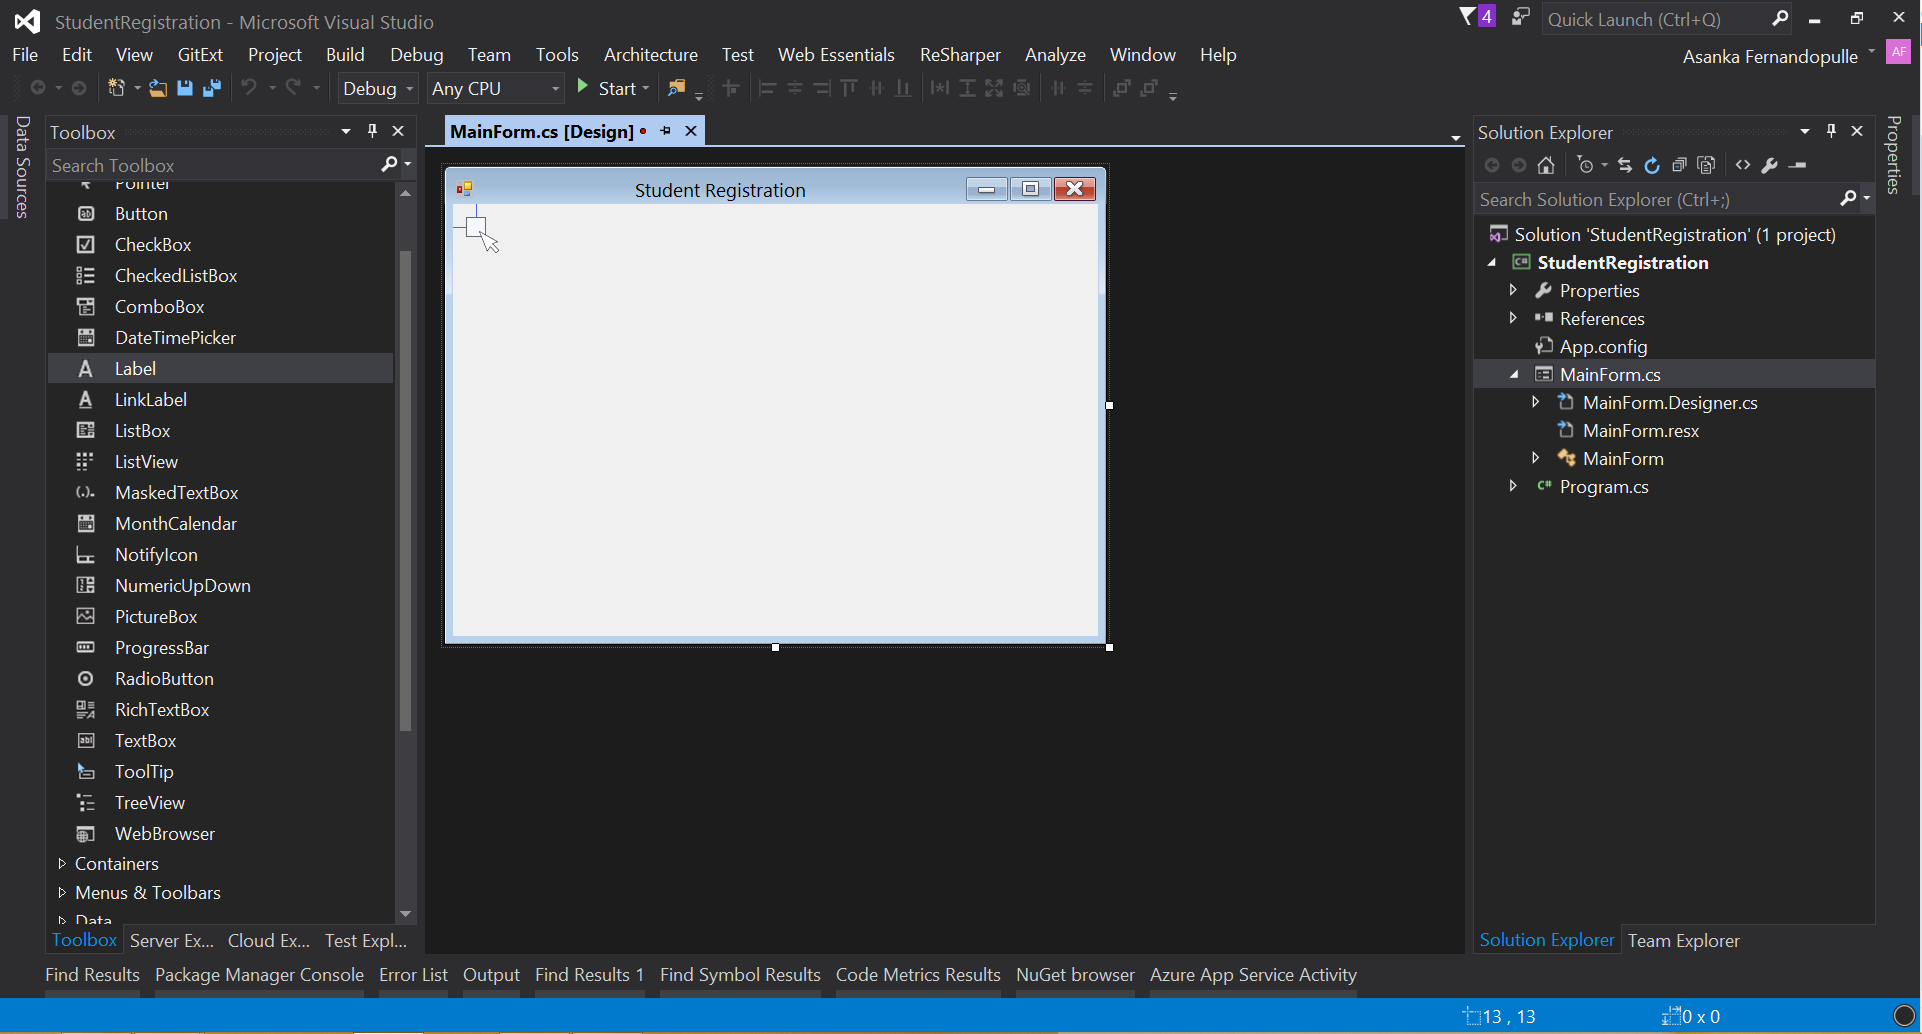 StudentRegistration - Microsoft Visual Studio
4
Quick Launch (Ctrl+Q)
File Edit View GitExt Project Build Debug Team Tools Architecture Test Web Essentials ReSharper Analyze Window Help
Asanka Fernandopulle AF
Debug Any CPU Start
Data Sources
Toolbox
Search Toolbox
Pointer
Button
CheckBox
CheckedListBox
ComboBox
DateTimePicker
Label
LinkLabel
ListBox
ListView
MaskedTextBox
MonthCalendar
NotifyIcon
NumericUpDown
PictureBox
ProgressBar
RadioButton
RichTextBox
TextBox
ToolTip
TreeView
WebBrowser
Containers
Menus & Toolbars
Data
Toolbox Server Ex... Cloud Ex... Test Expl...
MainForm.cs [Design]
Student Registration
Solution Explorer
Search Solution Explorer (Ctrl+;)
Solution 'StudentRegistration' (1 project)
StudentRegistration
Properties
References
App.config
MainForm.cs
MainForm.Designer.cs
MainForm.resx
MainForm
C# Program.cs
Solution Explorer Team Explorer
Properties
Find Results Package Manager Console Error List Output Find Results 1 Find Symbol Results Code Metrics Results NuGet browser Azure App Service Activity
13 , 13 0 x 0